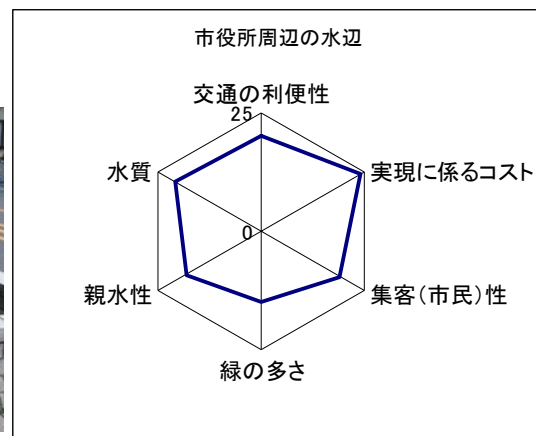 市役所周辺の水辺
交通の利便性
25
水質
実現に係るコスト
0
親水性
集客(市民)性
緑の多さ